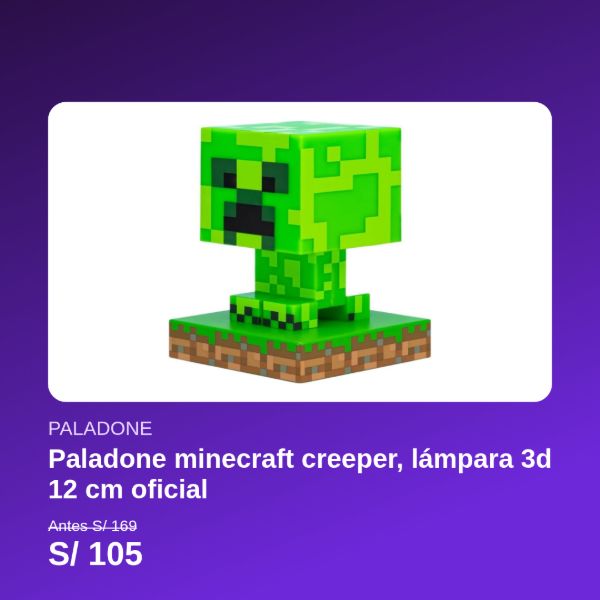 PALADONE
Paladone minecraft creeper, lámpara 3d
12 cm oficial
Antes S/ 169
S/ 105